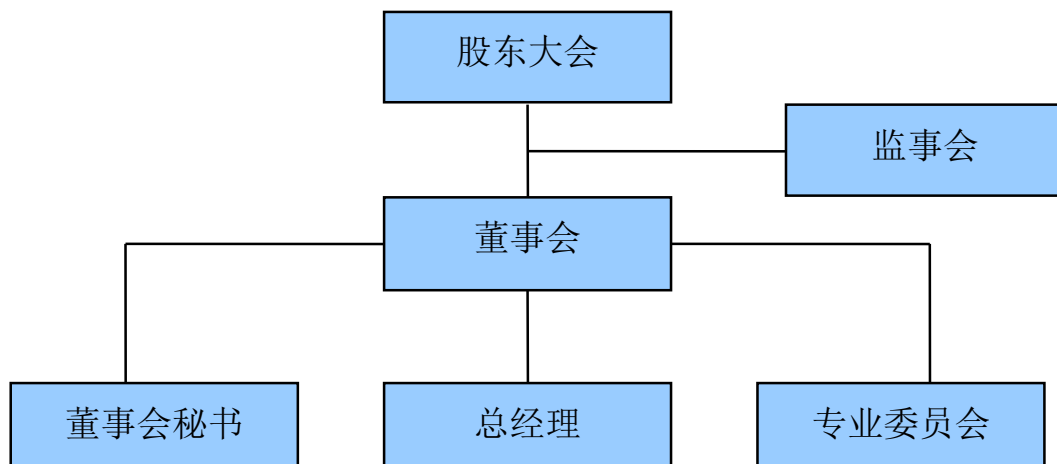 股东大会
监事会
董事会
董事会秘书
总经理
专业委员会